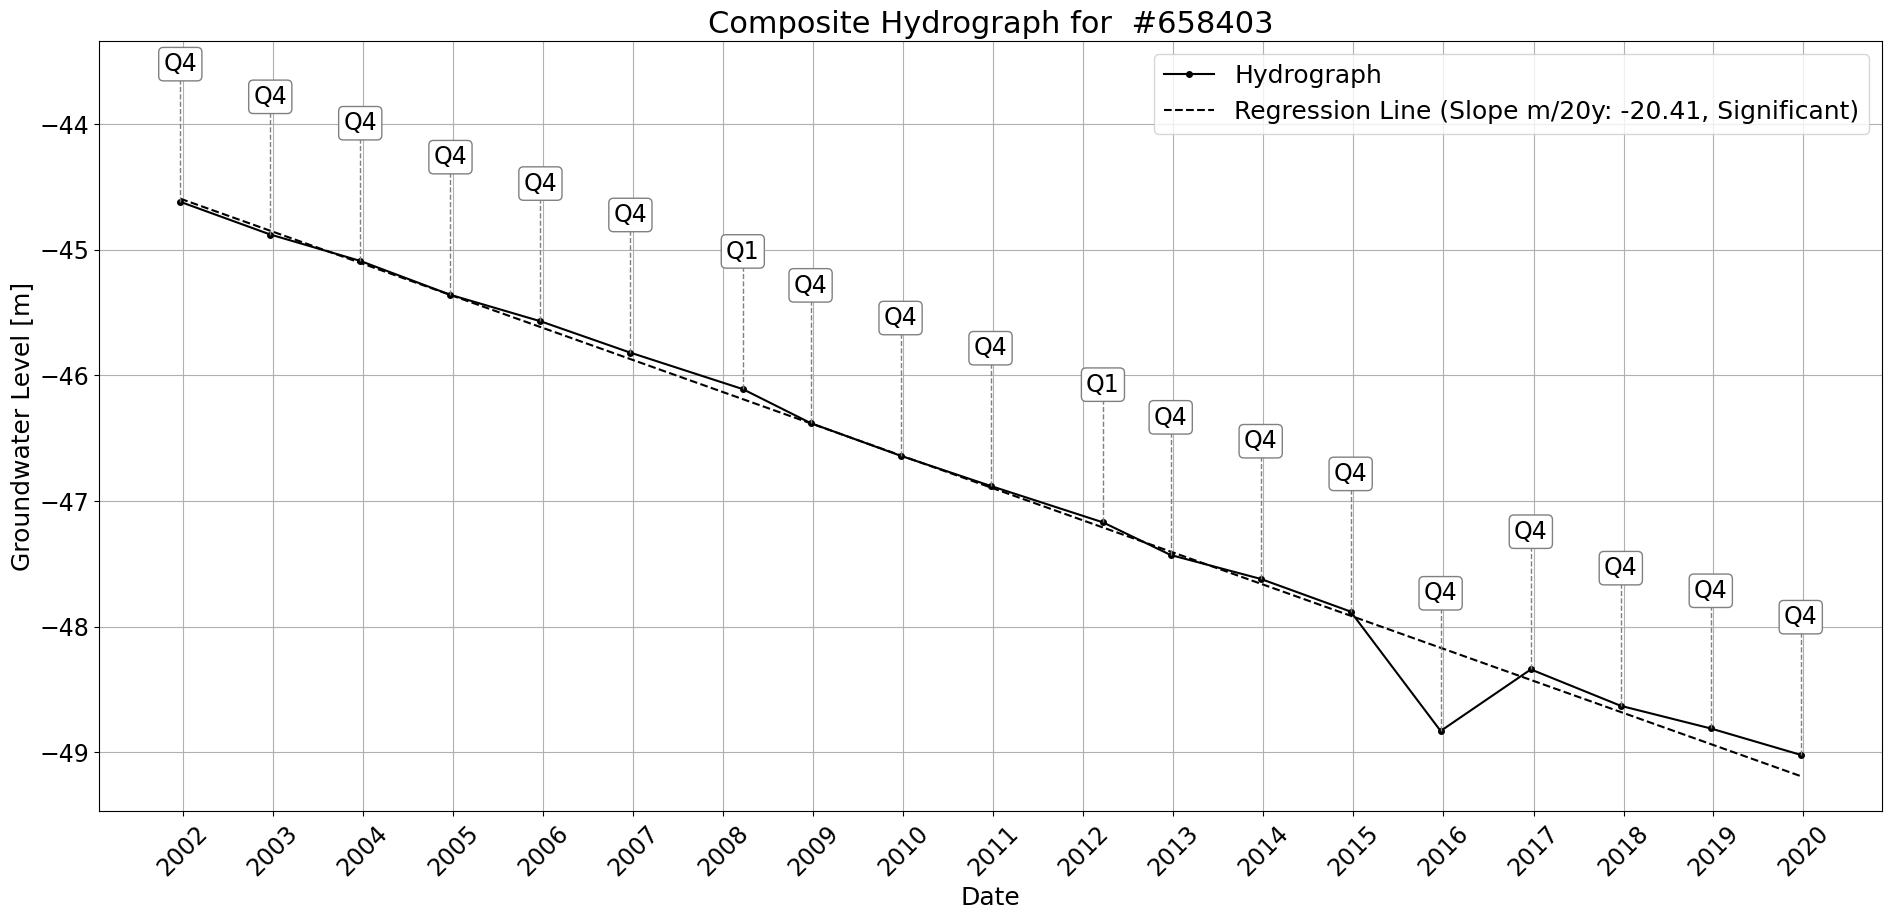 Composite Hydrograph for  #658403
Hydrograph
Regression Line (Slope m/20y: -20.41, Significant)
Q4
Q4
Q4
Q4
Q4
Q4
Q1
Q4
Q4
Q4
Q1
Q4
Q4
Q4
Q4
Q4
Q4
Q4
Q4
Groundwater Level [m]
−44
−45
−46
−47
−48
−49
2002
2003
2004
2005
2006
2007
2008
2009
2010
2011
2012
2013
2014
2015
2016
2017
2018
2019
2020
Date